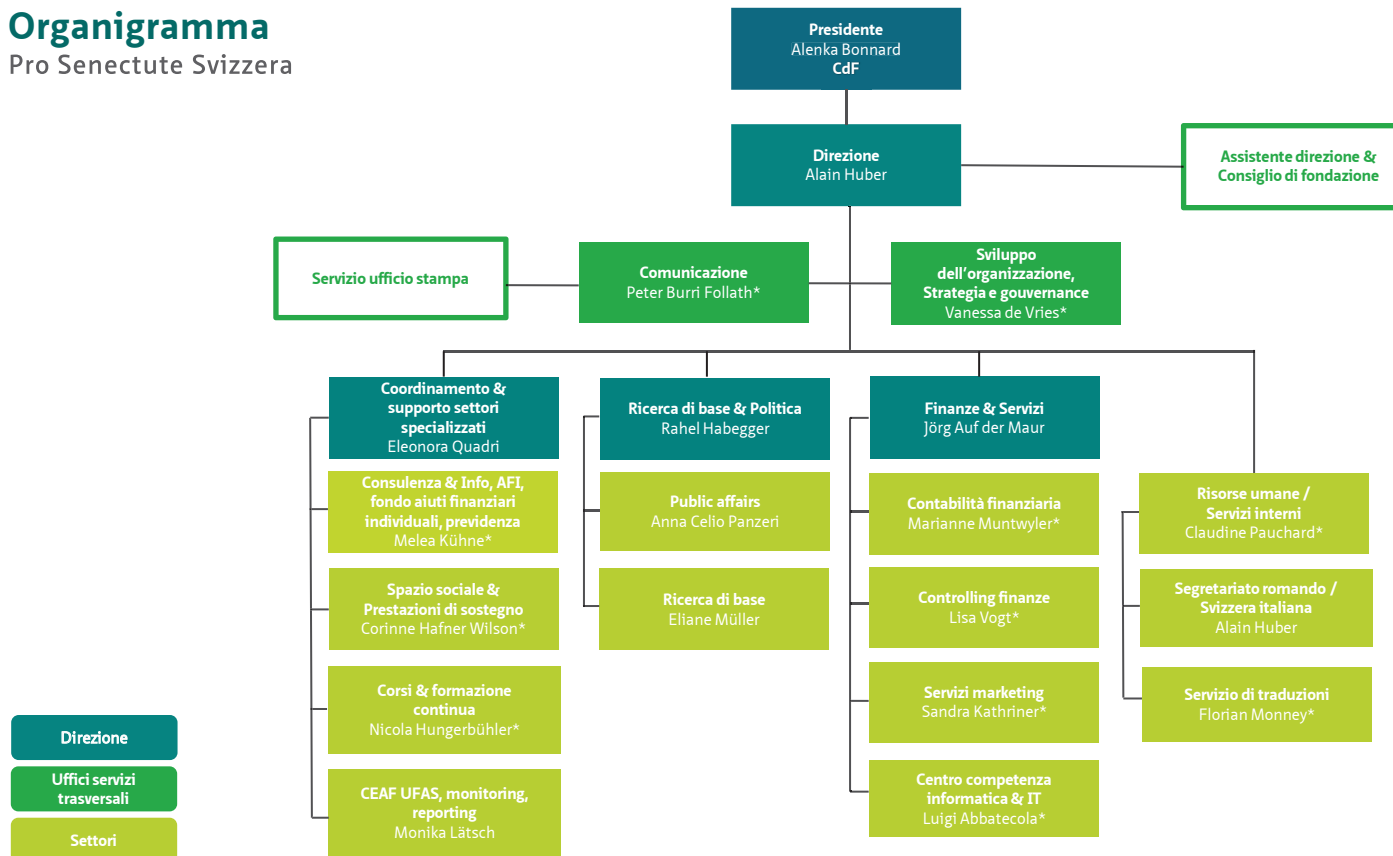 Organigramma
Pro Senectute Svizzera
Presidente
Alenka Bonnard
CdF
Direzione
Alain Huber
Assistente direzione &
Consiglio di fondazione
Servizio ufficio stampa
Comunicazione
Peter Burri Follath*
Sviluppo
dell’organizzazione,
Strategia e gouvernance
Vanessa de Vries*
Coordinamento &
supporto settori
specializzati
Eleonora Quadri
Ricerca di base & Politica
Rahel Habegger
Finanze & Servizi
Jörg Auf der Maur
Consulenza & Info, AFI,
fondo aiuti finanziari
individuali, previdenza
Melea Kühne*
Public affairs
Anna Celio Panzeri
Contabilità finanziaria
Marianne Muntwyler*
Risorse umane /
Servizi interni
Claudine Pauchard*
Spazio sociale &
Prestazioni di sostegno
Corinne Hafner Wilson*
Ricerca di base
Eliane Müller
Controlling finanze
Lisa Vogt*
Segretariato romando /
Svizzera italiana
Alain Huber
Corsi & formazione
continua
Nicola Hungerbühler*
Servizi marketing
Sandra Kathriner*
Servizio di traduzioni
Florian Monney*
CEAF UFAS, monitoring,
reporting
Monika Lätsch
Centro competenza
informatica & IT
Luigi Abbatecola*
Direzione
Uffici servizi
trasversali
Settori